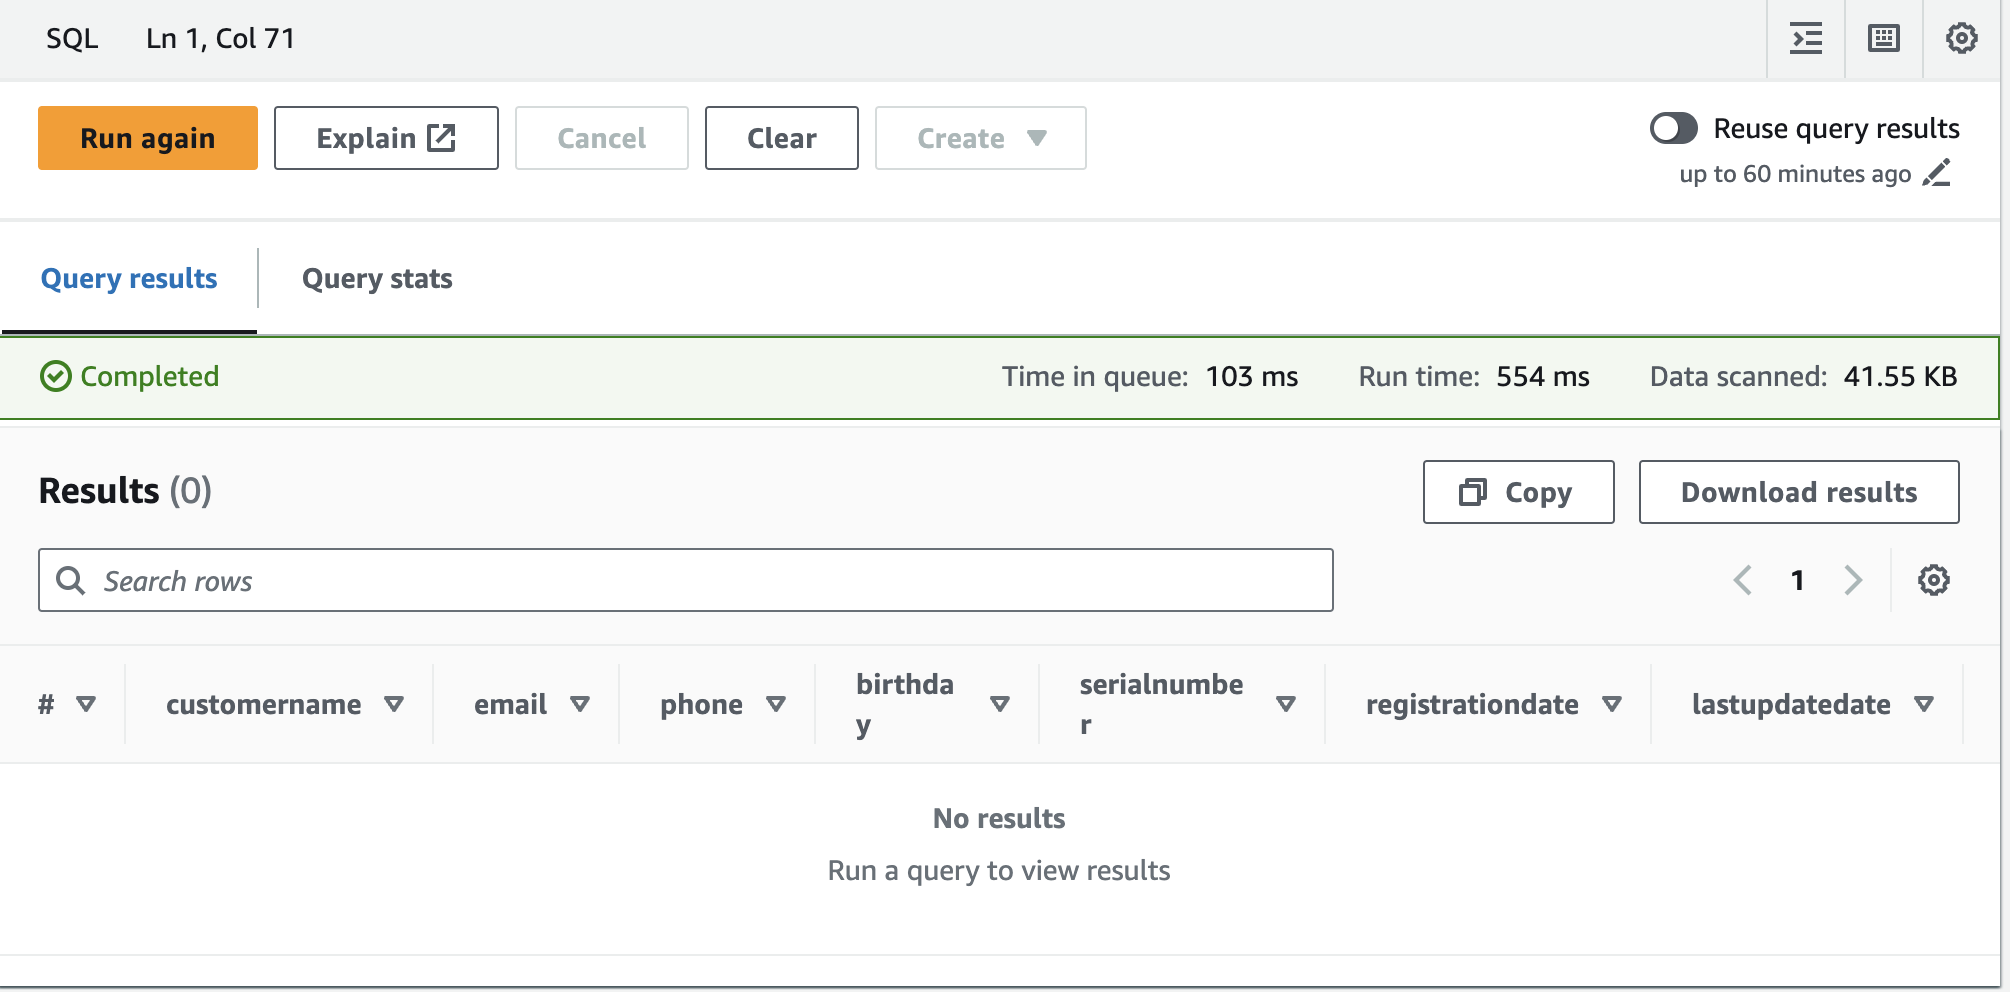 SQL Ln 1, Col 71
Run again Explain Cancel Clear Create Reuse query results
up to 60 minutes ago
Query results Query stats
Completed Time in queue: 103 ms Run time: 554 ms Data scanned: 41.55 KB
Results (0) Copy Download results
Search rows 1
# customername email phone birthda
y serialnumbe
r registrationdate lastupdatedate
No results
Run a query to view results